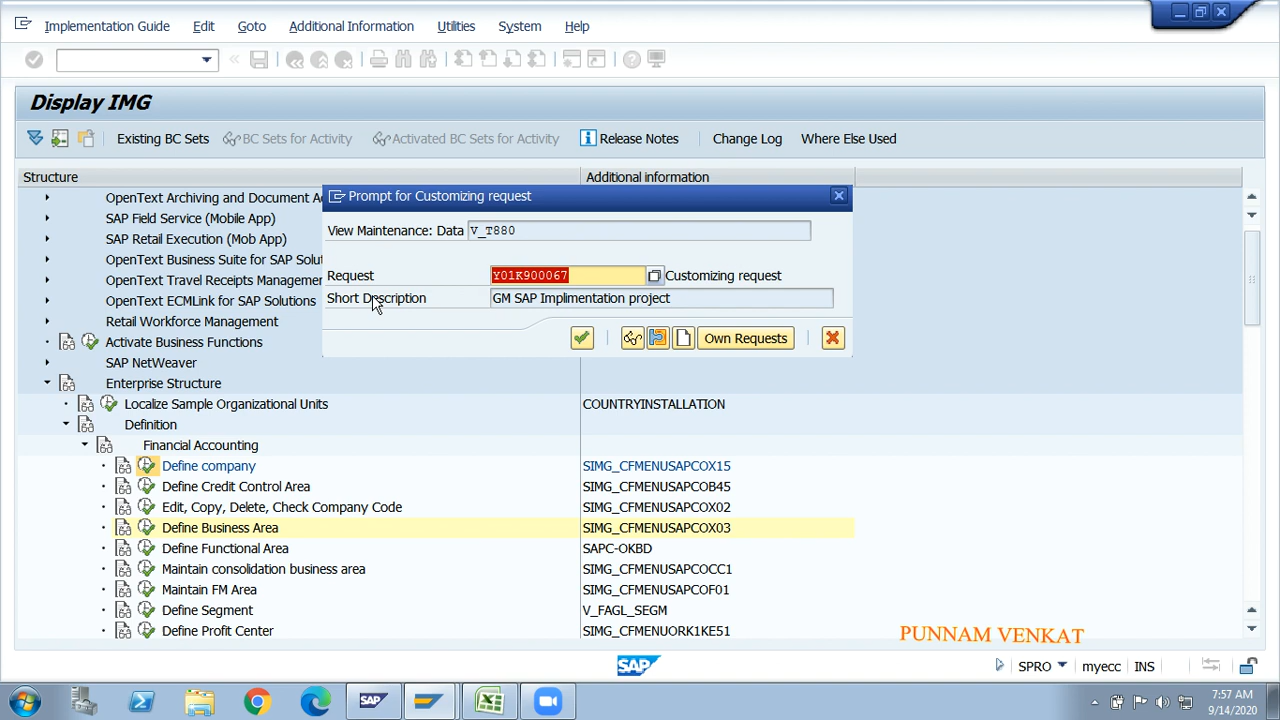 Implementation Guide Edit Goto Additional Information Utilities System Help
Display IMG
Existing BC Sets BC Sets for Activity Activated BC Sets for Activity Release Notes Change Log Where Else Used
Structure Additional information
OpenText Archiving and Document Ac
SAP Field Service (Mobile App)
SAP Retail Execution (Mob App)
OpenText Business Suite for SAP Solut
OpenText Travel Receipts Management
OpenText ECMLink for SAP Solutions
Retail Workforce Management
Prompt for Customizing request
View Maintenance: Data V_T880
Request Y01K900067 Customizing request
Short Description GM SAP Implimentation project
Own Requests
Activate Business Functions
SAP NetWeaver
Enterprise Structure
Localize Sample Organizational Units COUNTRYINSTALLATION
Definition
Financial Accounting
Define company SIMG_CFMENUSAPCOX15
Define Credit Control Area SIMG_CFMENUSAPCOB45
Edit, Copy, Delete, Check Company Code SIMG_CFMENUSAPCOX02
Define Business Area SIMG_CFMENUSAPCOX03
Define Functional Area SAPC-OKBD
Maintain consolidation business area SIMG_CFMENUSAPCOCC1
Maintain FM Area SIMG_CFMENUSAPCOF01
Define Segment V_FAGL_SEGM
Define Profit Center SIMG_CFMENUORK1KE51
PUNNAM VENKAT
SAP
SPRO myecc INS
SAP
7:57 AM
9/14/2020